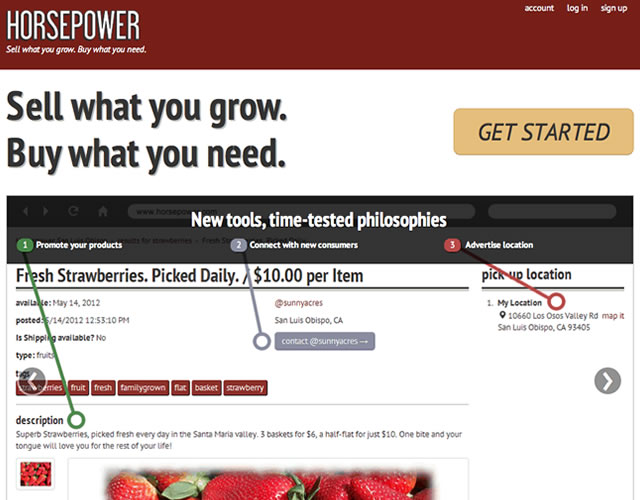 HORSEPOWER
Sell what you grow. Buy what you need.
account log in sign up
Sell what you grow.
Buy what you need.
GET STARTED
www.horsepower
New tools, time-tested philosophies
results for strawberries
1 Promote your products
2 Connect with new consumers
3 Advertise location
Fresh Strawberries. Picked Daily. / $10.00 per Item
available: May 14, 2012
posted: 5/14/2012 12:53:10 PM
Is Shipping available? No
type: fruits
tags
strawberries fruit fresh familygrown flat basket strawberry
@sunnyacres
San Luis Obispo, CA
contact @sunnyacres →
pick-up location
1. My Location
10660 Los Osos Valley Rd map it
San Luis Obispo, CA 93405
description
Superb Strawberries, picked fresh every day in the Santa Maria valley. 3 baskets for $6, a half-flat for just $10. One bite and your
tongue will love you for the rest of your life!